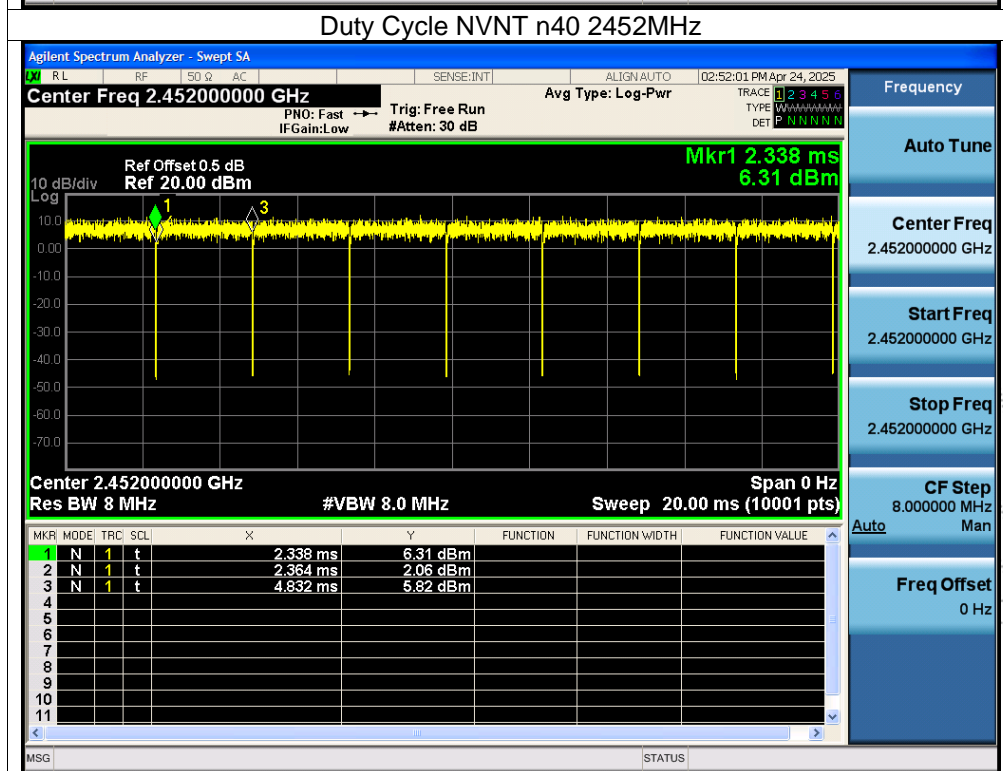 Duty Cycle NVNT n40 2452MHz
Agilent Spectrum Analyzer - Swept SA
LXI RL RF 50 Ω AC SENSE:INT ALIGN AUTO 02:52:01 PM Apr 24, 2025
Center Freq 2.452000000 GHz Avg Type: Log-Pwr TRACE 1 2 3 4 5 6
PNO: Fast Trig: Free Run TYPE WWWWWW
IFGain:Low #Atten: 30 dB DET P N N N N N
Mkr1 2.338 ms
Ref Offset 0.5 dB
10 dB/div Ref 20.00 dBm 6.31 dBm
Log
1 3
10.0
0.00
-10.0
-20.0
-30.0
-40.0
-50.0
-60.0
-70.0
Center 2.452000000 GHz Span 0 Hz
Res BW 8 MHz #VBW 8.0 MHz Sweep 20.00 ms (10001 pts)
MKR MODE TRC SCL X Y FUNCTION FUNCTION WIDTH FUNCTION VALUE
1 N 1 t 2.338 ms 6.31 dBm
2 N 1 t 2.364 ms 2.06 dBm
3 N 1 t 4.832 ms 5.82 dBm
4
5
6
7
8
9
10
11
MSG STATUS
Frequency
Auto Tune
Center Freq
2.452000000 GHz
Start Freq
2.452000000 GHz
Stop Freq
2.452000000 GHz
CF Step
8.000000 MHz
Auto Man
Freq Offset
0 Hz